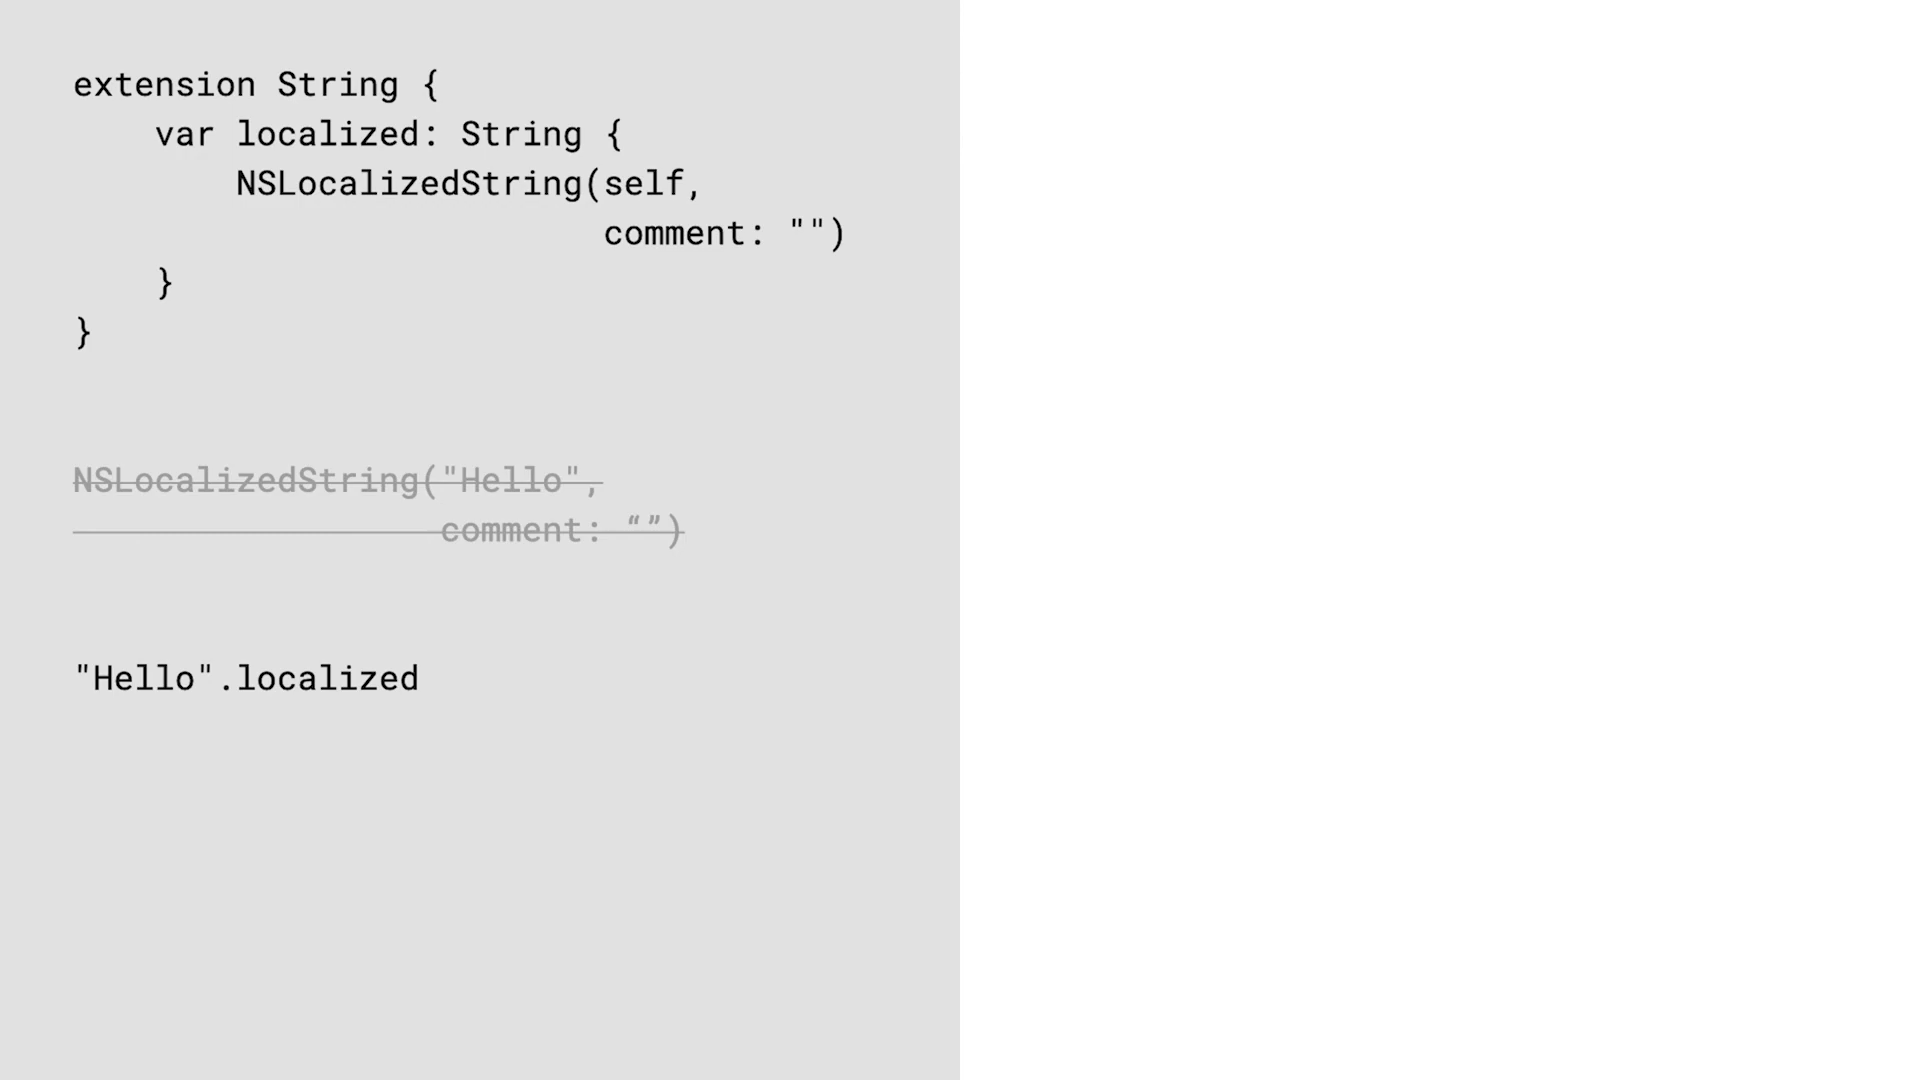 extension String {
    var localized: String {
        NSLocalizedString(self,
                          comment: "")
    }
}
NSLocalizedString("Hello",
                  comment: “”)
"Hello".localized